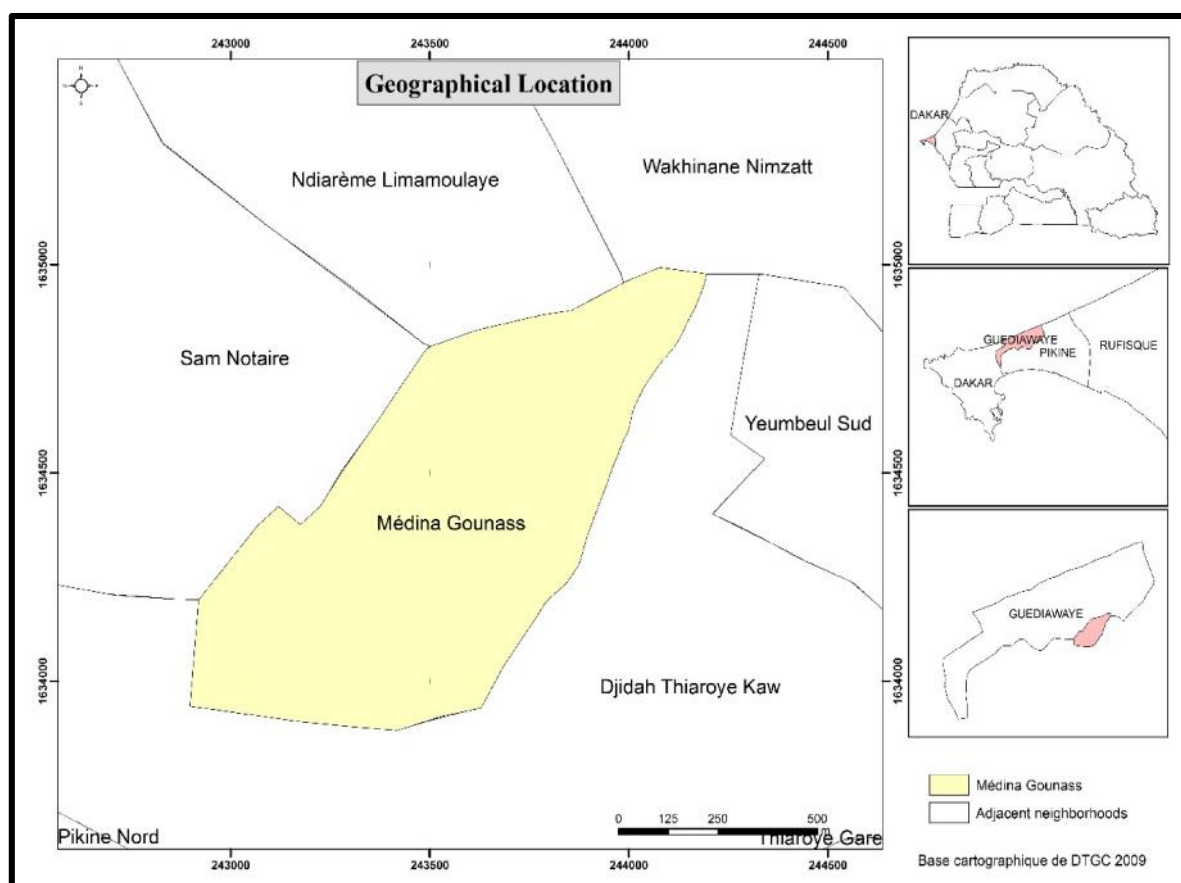 243000 243500 244000 244500
Geographical Location
Ndiarème Limamoulaye
Wakhinane Nimzatt
1635000
1635000
Sam Notaire
Yeumbeul Sud
1634500
1634500
Médina Gounass
1634000
1634000
Djidah Thiaroye Kaw
Pikine Nord
0 125 250 500
m
Thiaroye Gare
243000 243500 244000 244500
DAKAR
GUEDIAWAYE
PIKINE
RUFISQUE
DAKAR
GUEDIAWAYE
Médina Gounass
Adjacent neighborhoods
Base cartographique de DTGC 2009